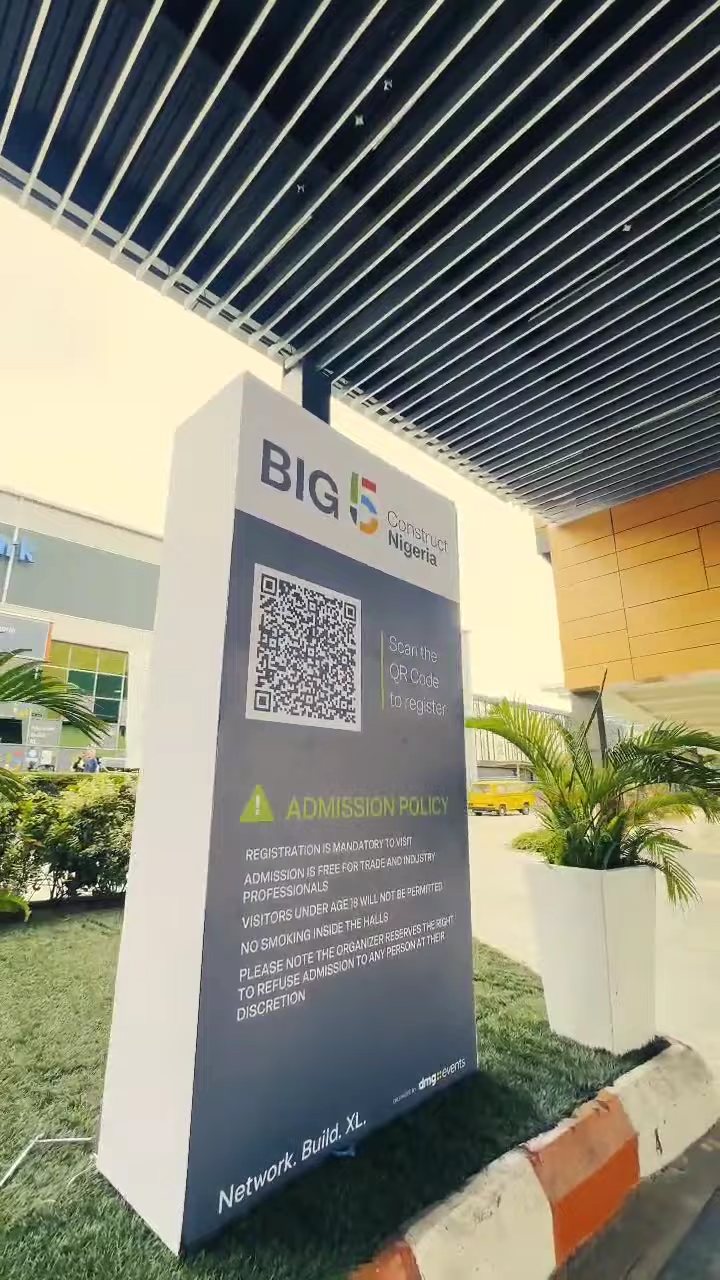 BIG 5 Construct
Nigeria
Scan the
QR Code
to register
ADMISSION POLICY
REGISTRATION IS MANDATORY TO VISIT
ADMISSION IS FREE FOR TRADE AND INDUSTRY
PROFESSIONALS
VISITORS UNDER AGE 18 WILL NOT BE PERMITTED
NO SMOKING INSIDE THE HALLS
PLEASE NOTE THE ORGANIZER RESERVES THE RIGHT
TO REFUSE ADMISSION TO ANY PERSON AT THEIR
DISCRETION
ORGANISED BY dmg::events
Network. Build. XL.